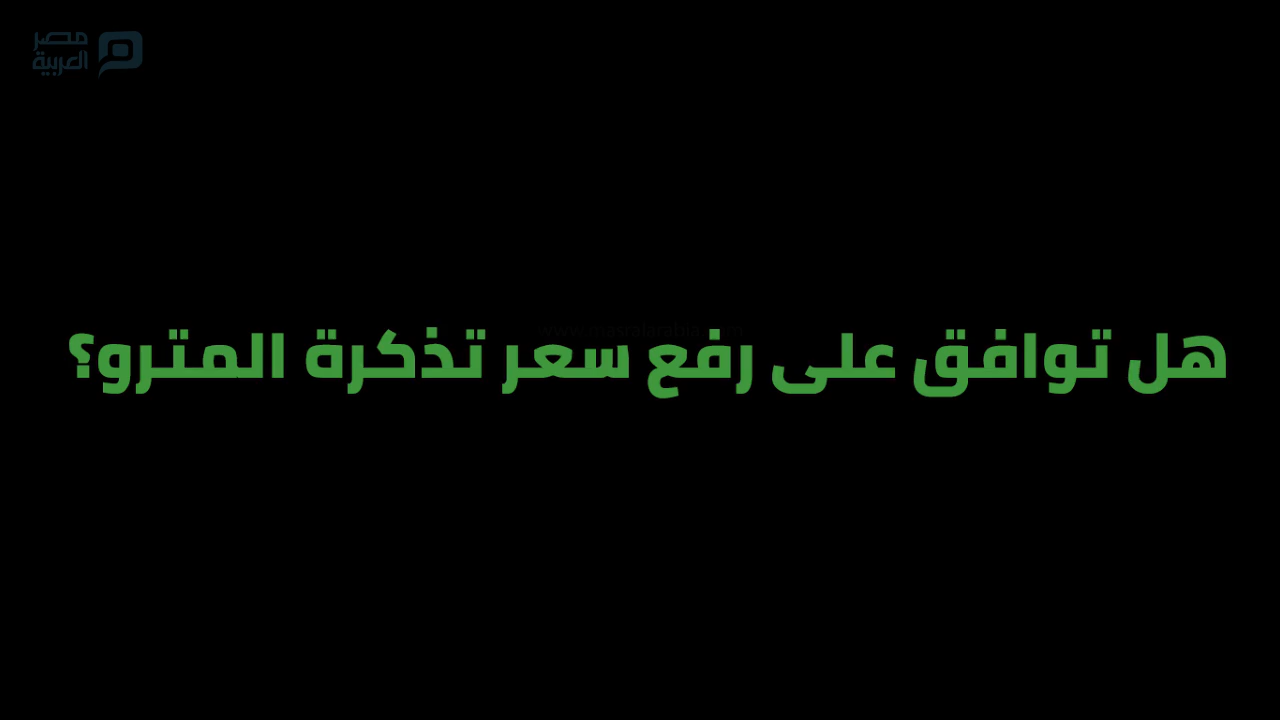 مصر
العربية
هل توافق على رفع سعر تذكرة المترو؟